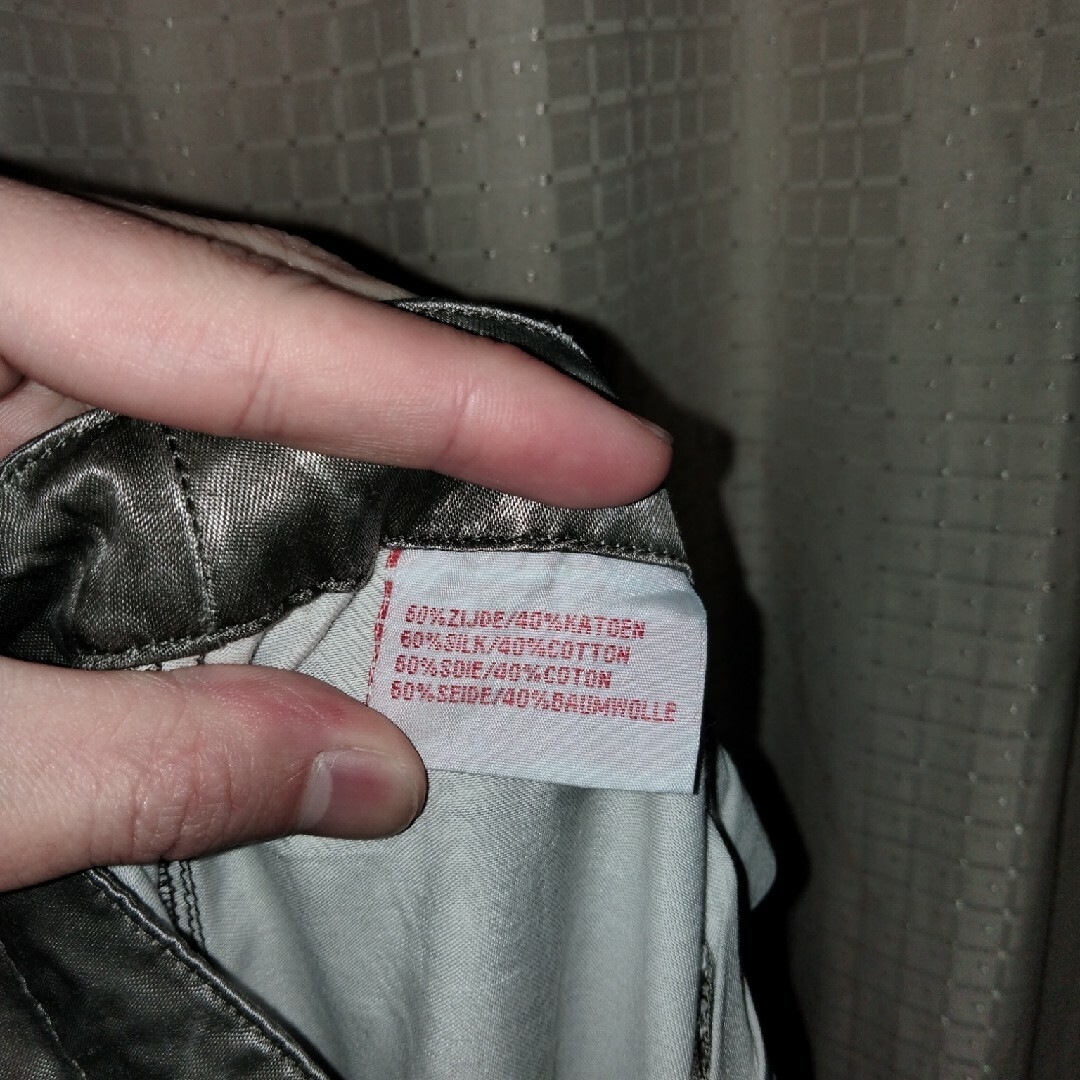 60%ZIJDE/40%KATOEN
60%SILK/40%COTTON
60%SOIE/40%COTON
60%SEIDE/40%BAUMWOLLE